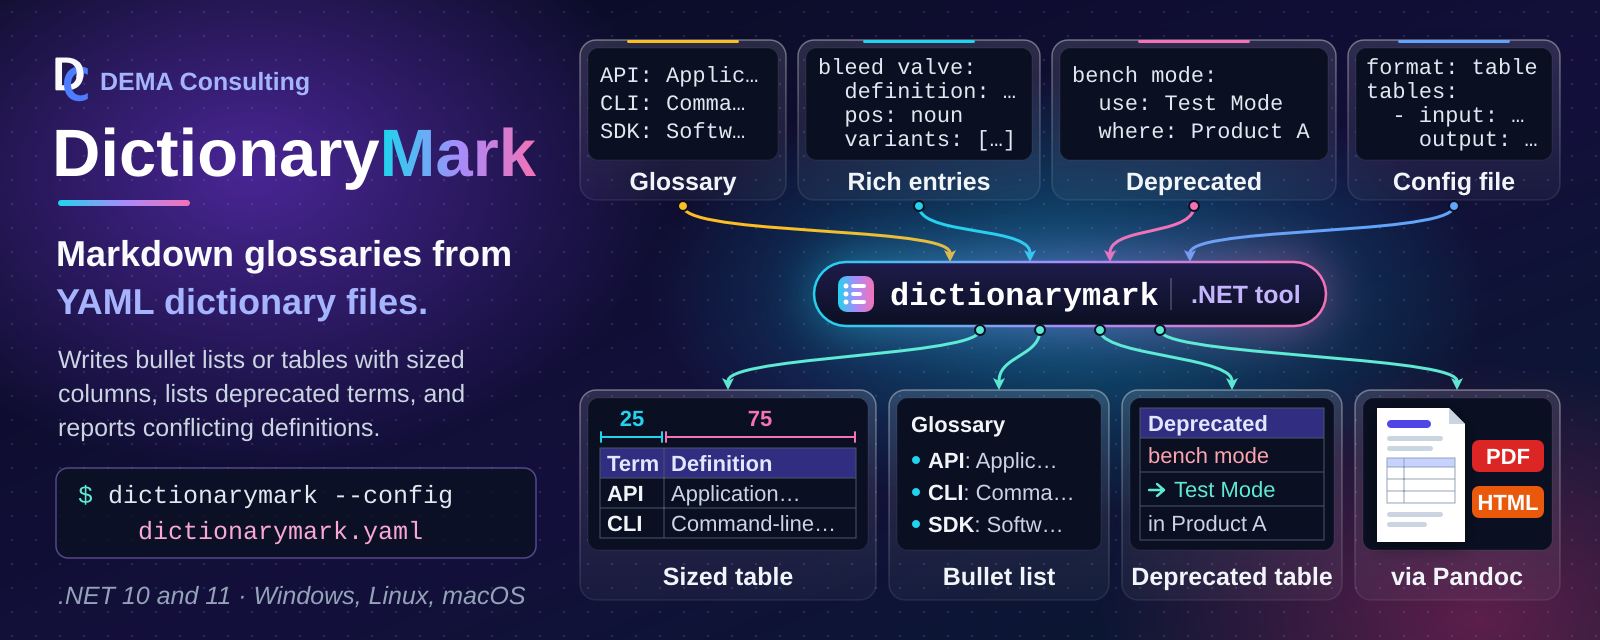 DC DEMA Consulting
DictionaryMark
Markdown glossaries from
YAML dictionary files.
Writes bullet lists or tables with sized
columns, lists deprecated terms, and
reports conflicting definitions.
$ dictionarymark --config
dictionarymark.yaml
.NET 10 and 11 · Windows, Linux, macOS
API: Applic…
CLI: Comma…
SDK: Softw…
Glossary
bleed valve:
definition: …
pos: noun
variants: […]
Rich entries
bench mode:
use: Test Mode
where: Product A
Deprecated
format: table
tables:
- input: …
output: …
Config file
dictionarymark | .NET tool
25 75
Term Definition
API Application…
CLI Command-line…
Sized table
Glossary
• API: Applic…
• CLI: Comma…
• SDK: Softw…
Bullet list
Deprecated
bench mode
→ Test Mode
in Product A
Deprecated table
PDF
HTML
via Pandoc